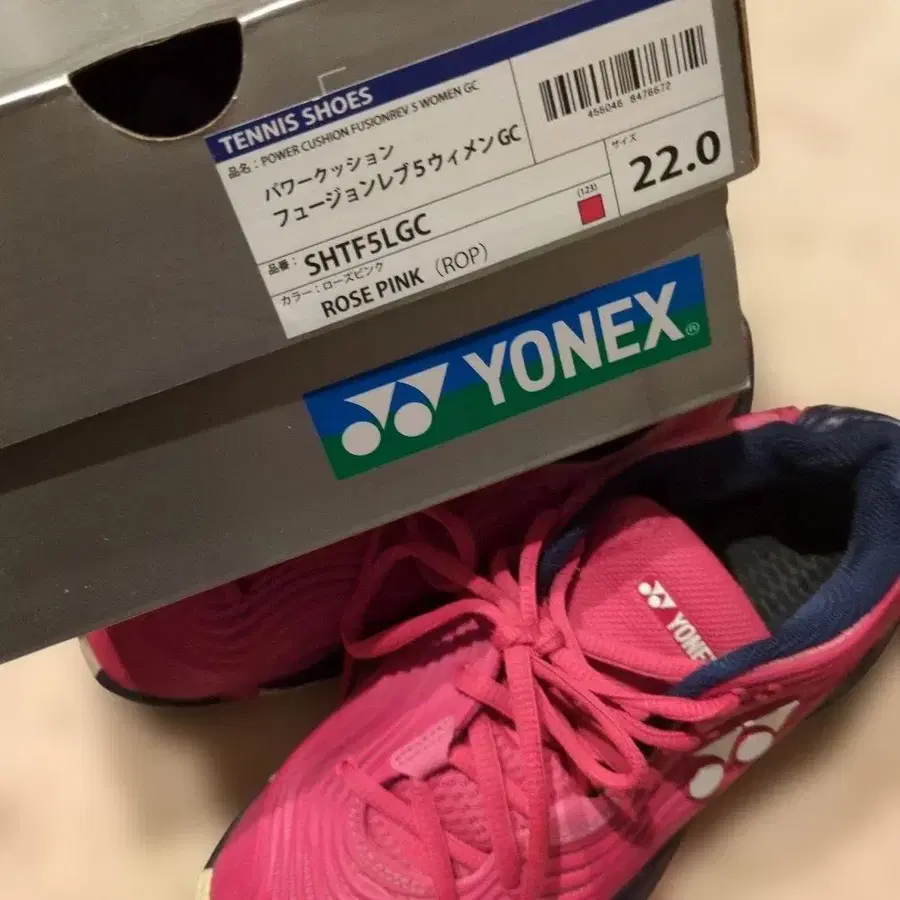 TENNIS SHOES
品名：POWER CUSHION FUSIONREV 5 WOMEN GC
パワークッション
フュージョンレブ5ウィメンGC
品番：SHTF5LGC
(123)
カラー：ローズピンク
ROSE PINK（ROP）
サイズ
22.0
YONEX®
YONEX